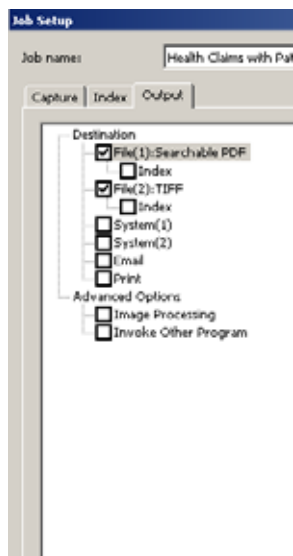 Job Setup
Job name: Health Claims with Pat
Capture Index Output
Destination
File(1):Searchable PDF
Index
File(2):TIFF
Index
System(1)
System(2)
Email
Print
Advanced Options
Image Processing
Invoke Other Program